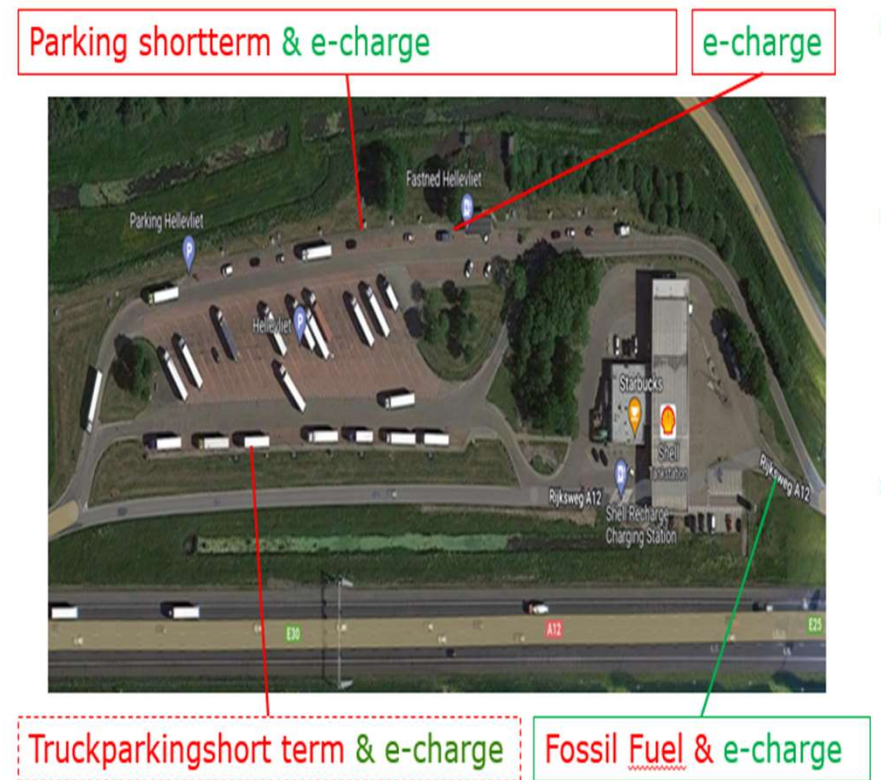 Parking shortterm & e-charge
e-charge
Fastned Hellevliet
Parking Hellevliet
Hellevliet
Starbucks
Shell
Tankstation
Rijksweg A12
Rijksweg A12
Shell Recharge
Charging Station
E30
A12
E25
Truckparkingshort term & e-charge
Fossil Fuel & e-charge